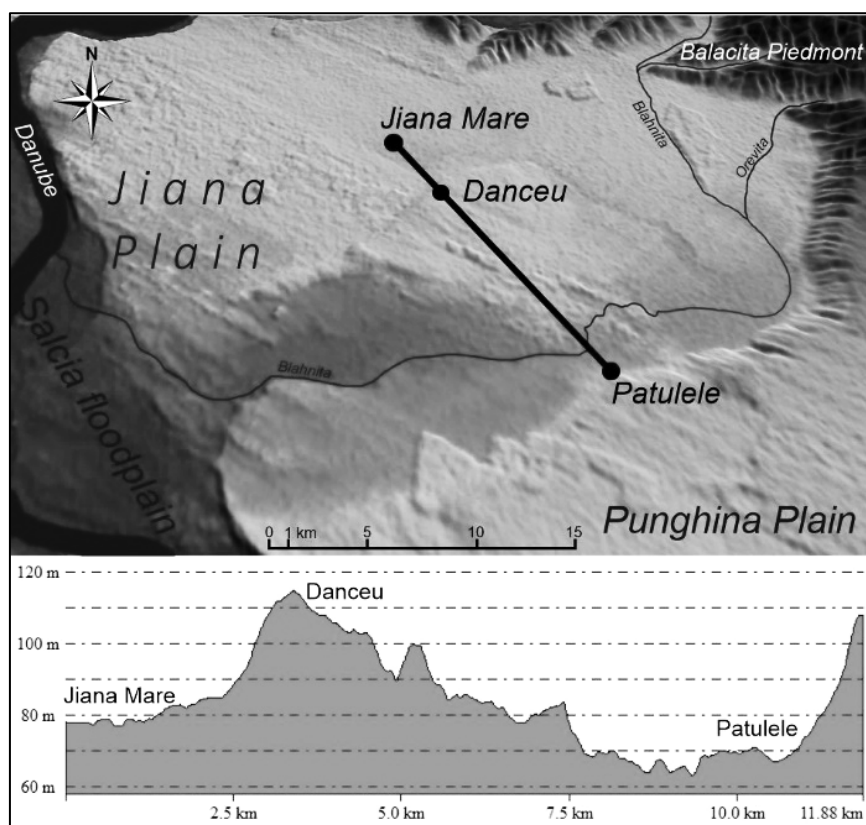 N
Balacita Piedmont
Jiana Mare
Blahnita
Orevita
Danube
Danceu
Jiana
Plain
Salcia floodplain
Blahnita
Patulele
Punghina Plain
0 1 km 5 10 15
120 m
Danceu
100 m
Jiana Mare
80 m
Patulele
60 m
2.5 km 5.0 km 7.5 km 10.0 km 11.88 km